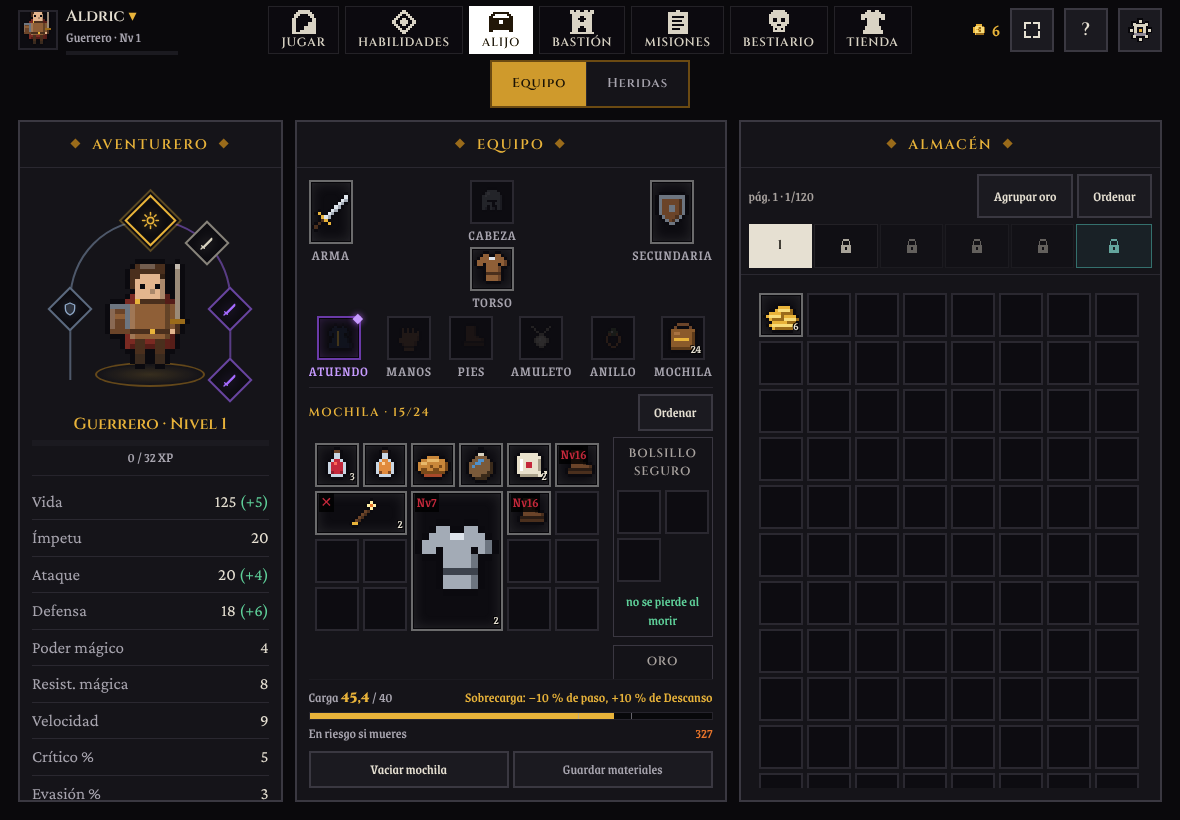 ALDRIC ▾
Guerrero · Nv 1
JUGAR
HABILIDADES
ALIJO
BASTIÓN
MISIONES
BESTIARIO
TIENDA
6
?
EQUIPO
HERIDAS
AVENTURERO
GUERRERO · NIVEL 1
0 / 32 XP
Vida 125 (+5)
Ímpetu 20
Ataque 20 (+4)
Defensa 18 (+6)
Poder mágico 4
Resist. mágica 8
Velocidad 9
Crítico % 5
Evasión % 3
EQUIPO
ARMA
CABEZA
SECUNDARIA
TORSO
24
ATUENDO
MANOS
PIES
AMULETO
ANILLO
MOCHILA
MOCHILA · 15/24
Ordenar
3
2
Nv16
✕
2
Nv7
2
Nv16
BOLSILLO
SEGURO
no se pierde al
morir
ORO
Carga 45,4 / 40
Sobrecarga: −10 % de paso, +10 % de Descanso
En riesgo si mueres
327
Vaciar mochila
Guardar materiales
ALMACÉN
pág. 1 · 1/120
Agrupar oro
Ordenar
1
6